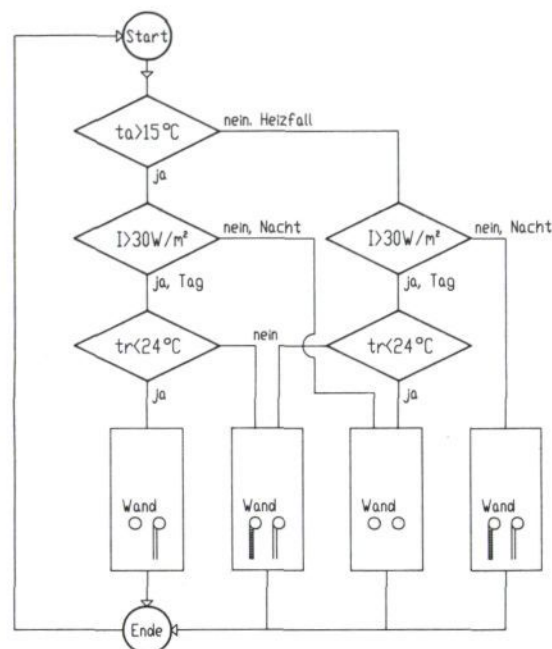 Start
ta>15°C
nein. Heizfall
ja
I>30W/m²
nein, Nacht
I>30W/m²
nein, Nacht
ja, Tag
ja, Tag
tr<24°C
nein
tr<24°C
ja
ja
Wand
Wand
Wand
Wand
Ende